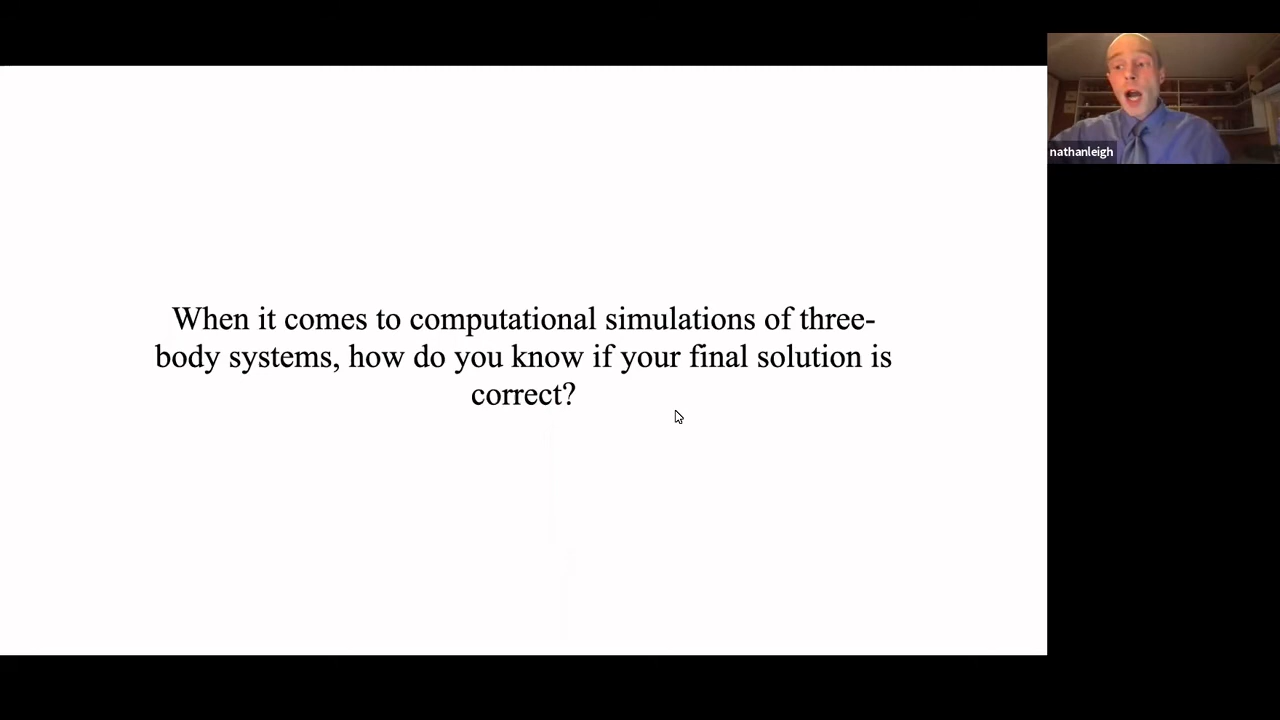 nathanleigh
When it comes to computational simulations of three-
body systems, how do you know if your final solution is
correct?